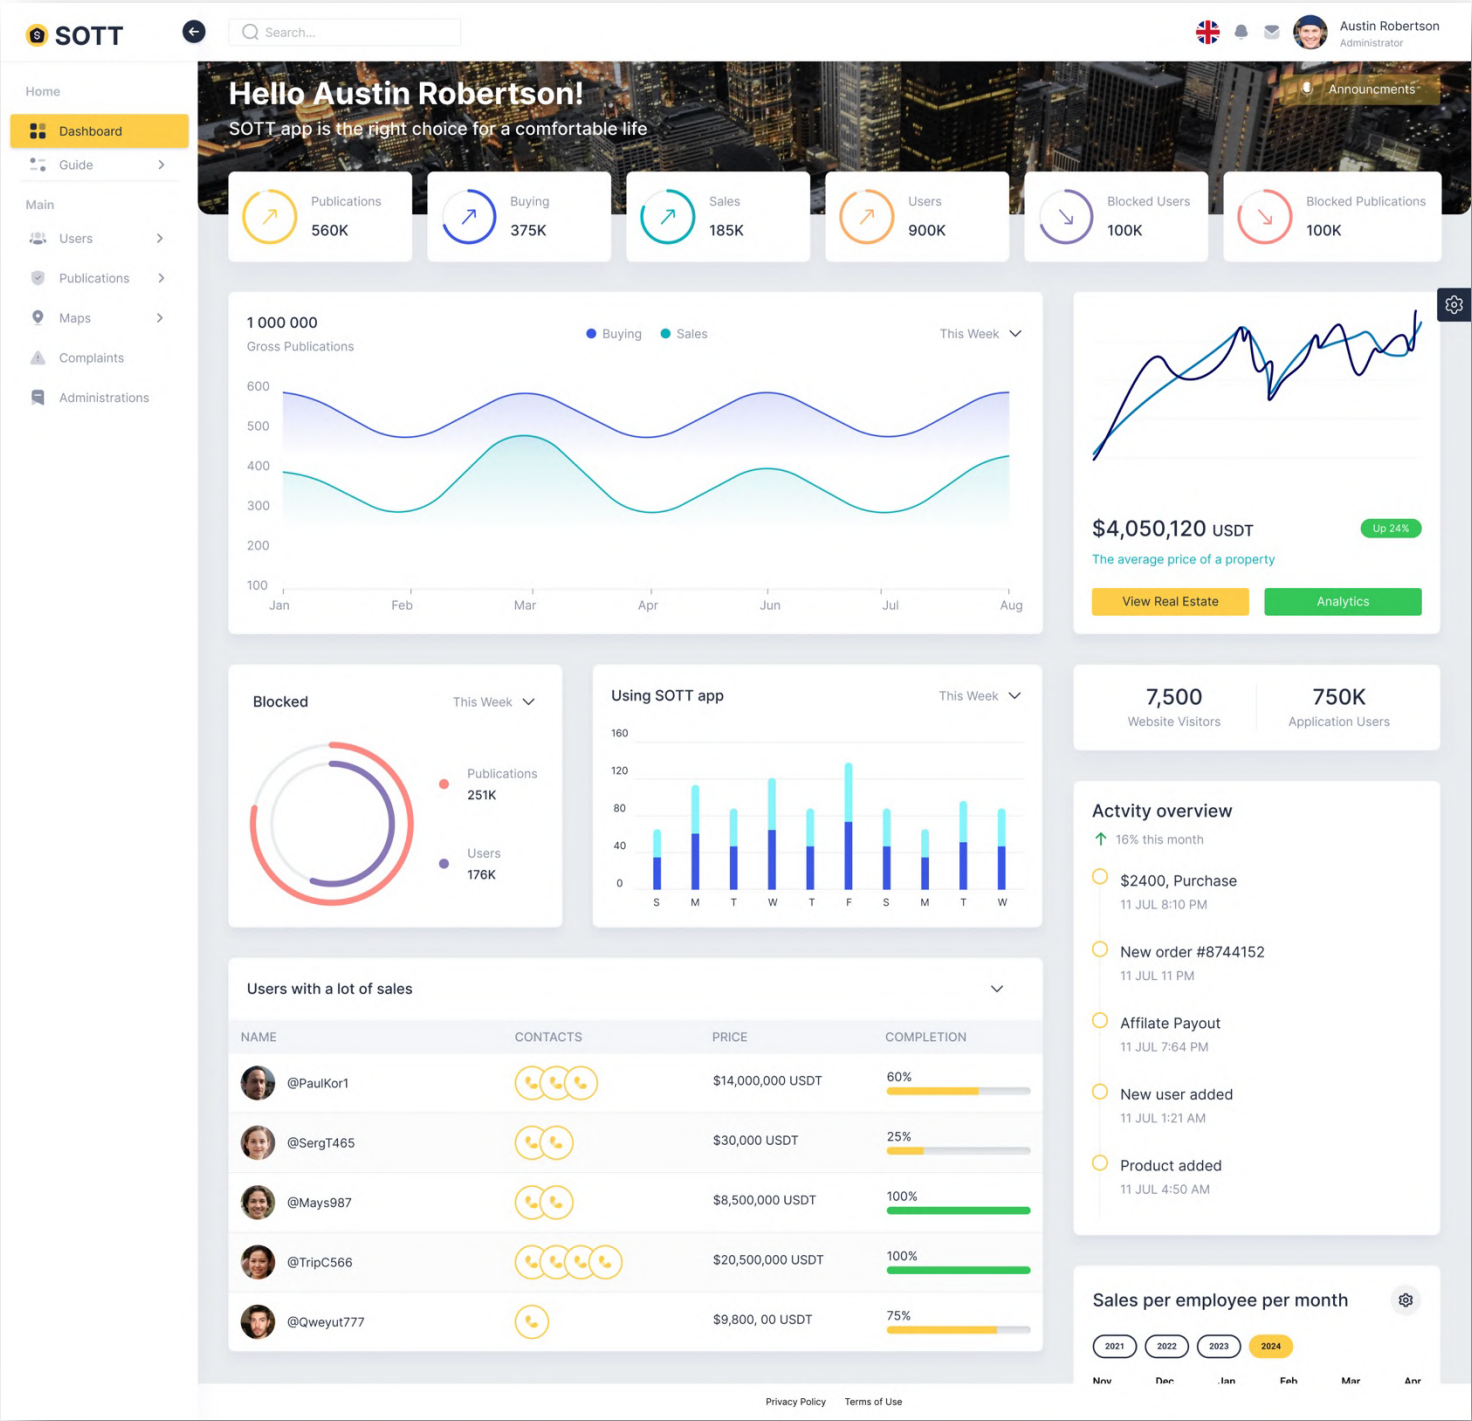 SOTT
Search...
Austin Robertson
Administrator
Home
Dashboard
Guide
Main
Users
Publications
Maps
Complaints
Administrations
Hello Austin Robertson!
SOTT app is the right choice for a comfortable life
Announcments
Publications
560K
Buying
375K
Sales
185K
Users
900K
Blocked Users
100K
Blocked Publications
100K
1 000 000
Gross Publications
Buying
Sales
This Week
600
500
400
300
200
100
Jan Feb Mar Apr Jun Jul Aug
$4,050,120 USDT
Up 24%
The average price of a property
View Real Estate
Analytics
Blocked
This Week
Publications
251K
Users
176K
Using SOTT app
This Week
160
120
80
40
0
S M T W T F S M T W
7,500
Website Visitors
750K
Application Users
Actvity overview
16% this month
$2400, Purchase
11 JUL 8:10 PM
New order #8744152
11 JUL 11 PM
Affilate Payout
11 JUL 7:64 PM
New user added
11 JUL 1:21 AM
Product added
11 JUL 4:50 AM
Users with a lot of sales
NAME CONTACTS PRICE COMPLETION
@PaulKor1 $14,000,000 USDT 60%
@SergT465 $30,000 USDT 25%
@Mays987 $8,500,000 USDT 100%
@TripC566 $20,500,000 USDT 100%
@Qweyut777 $9,800, 00 USDT 75%
Sales per employee per month
2021 2022 2023 2024
Nov Dec Jan Feb Mar Apr
Privacy Policy Terms of Use